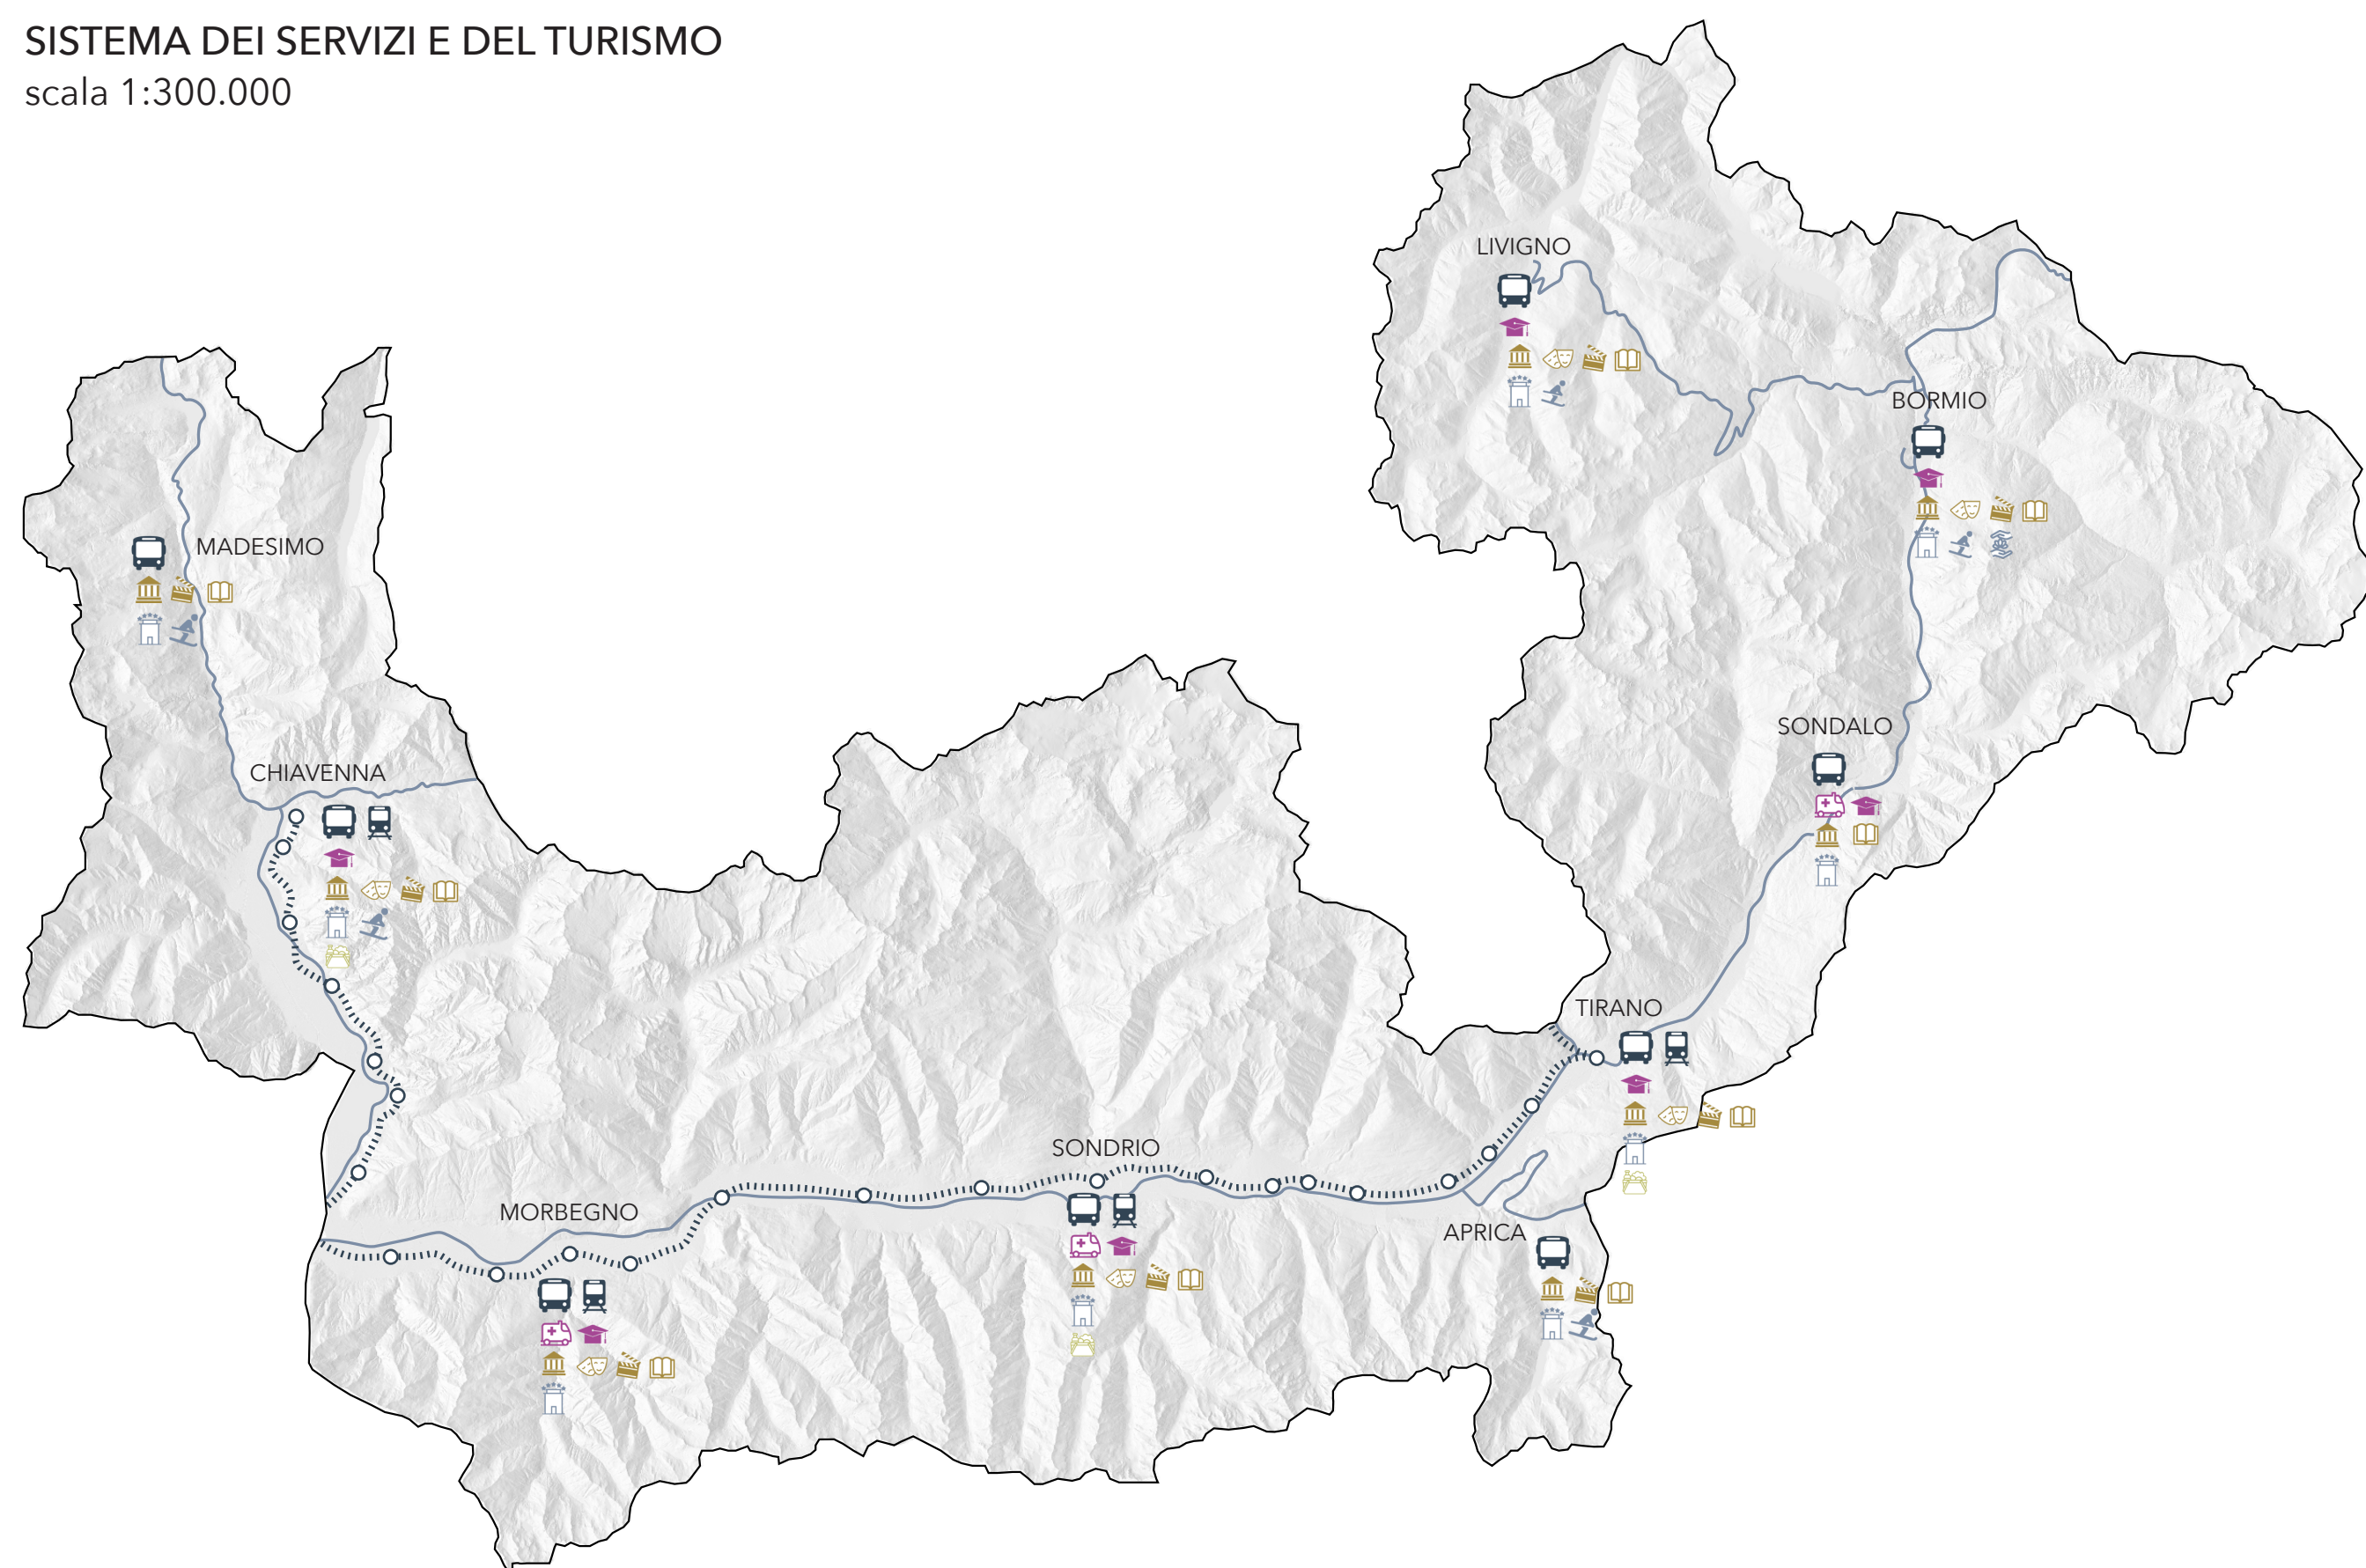 SISTEMA DEI SERVIZI E DEL TURISMO
scala 1:300.000
LIVIGNO
BORMIO
MADESIMO
SONDALO
CHIAVENNA
TIRANO
SONDRIO
MORBEGNO
APRICA